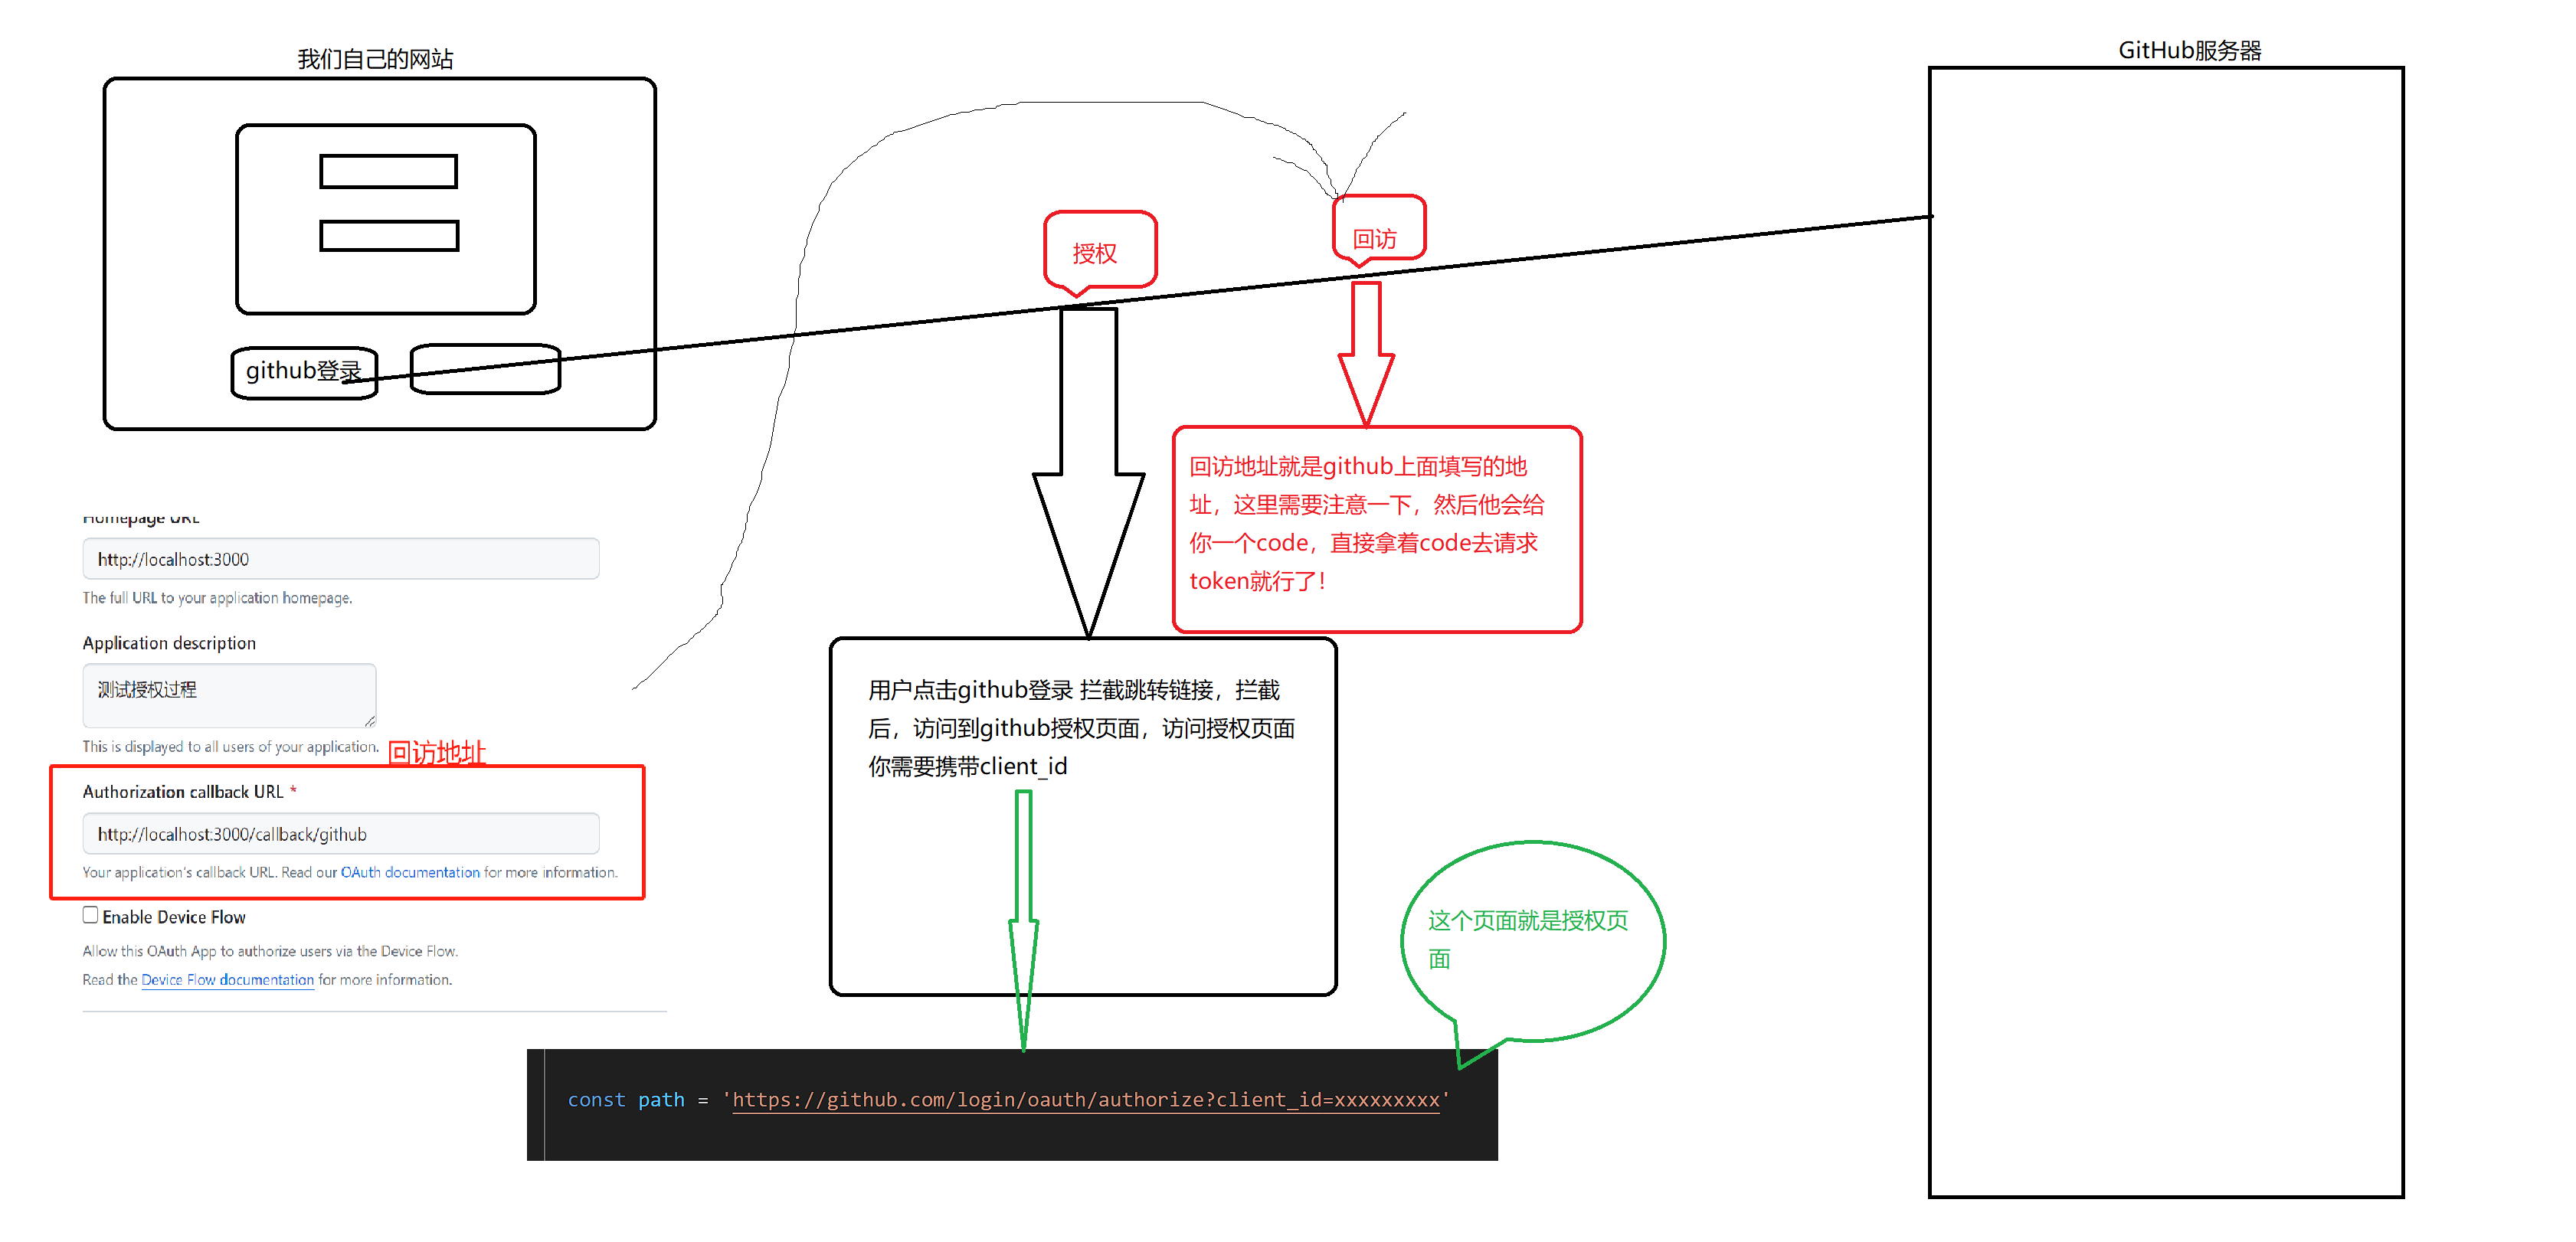 我们自己的网站
GitHub服务器
授权
回访
github登录
回访地址就是github上面填写的地
址，这里需要注意一下，然后他会给
你一个code，直接拿着code去请求
token就行了！
Homepage URL
http://localhost:3000
The full URL to your application homepage.
Application description
测试授权过程
This is displayed to all users of your application.
回访地址
Authorization callback URL *
http://localhost:3000/callback/github
Your application's callback URL. Read our OAuth documentation for more information.
Enable Device Flow
Allow this OAuth App to authorize users via the Device Flow.
Read the Device Flow documentation for more information.
用户点击github登录 拦截跳转链接，拦截
后，访问到github授权页面，访问授权页面
你需要携带client_id
这个页面就是授权页
面
const path = 'https://github.com/login/oauth/authorize?client_id=xxxxxxxxx'